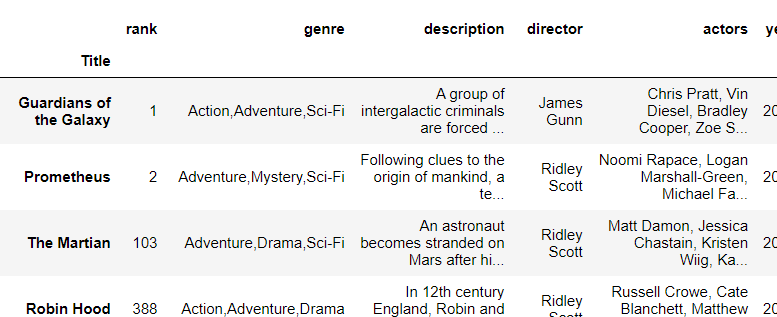 rank genre description director actors ye
Title
Guardians of the Galaxy 1 Action,Adventure,Sci-Fi A group of intergalactic criminals are forced ... James Gunn Chris Pratt, Vin Diesel, Bradley Cooper, Zoe S... 20
Prometheus 2 Adventure,Mystery,Sci-Fi Following clues to the origin of mankind, a te... Ridley Scott Noomi Rapace, Logan Marshall-Green, Michael Fa... 20
The Martian 103 Adventure,Drama,Sci-Fi An astronaut becomes stranded on Mars after hi... Ridley Scott Matt Damon, Jessica Chastain, Kristen Wiig, Ka... 20
Robin Hood 388 Action,Adventure,Drama In 12th century England, Robin and Ridley Scott Russell Crowe, Cate Blanchett, Matthew 20